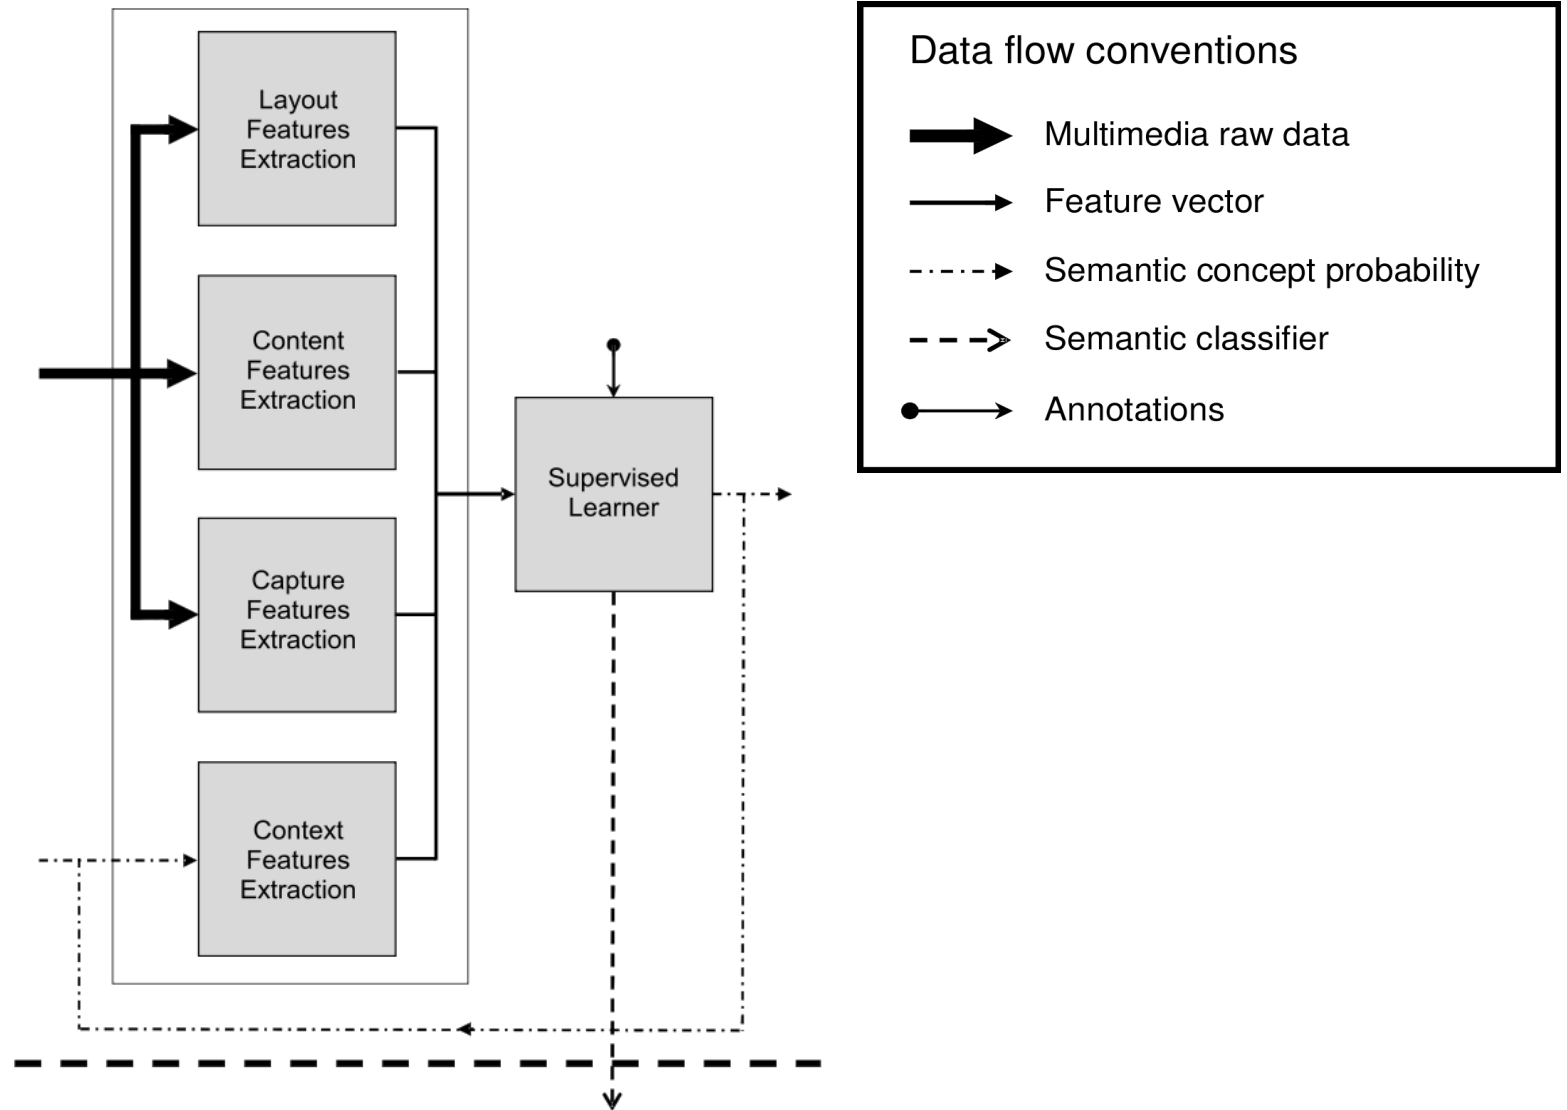 Layout
Features
Extraction
Content
Features
Extraction
Capture
Features
Extraction
Context
Features
Extraction
Supervised
Learner
Data flow conventions
Multimedia raw data
Feature vector
Semantic concept probability
Semantic classifier
Annotations